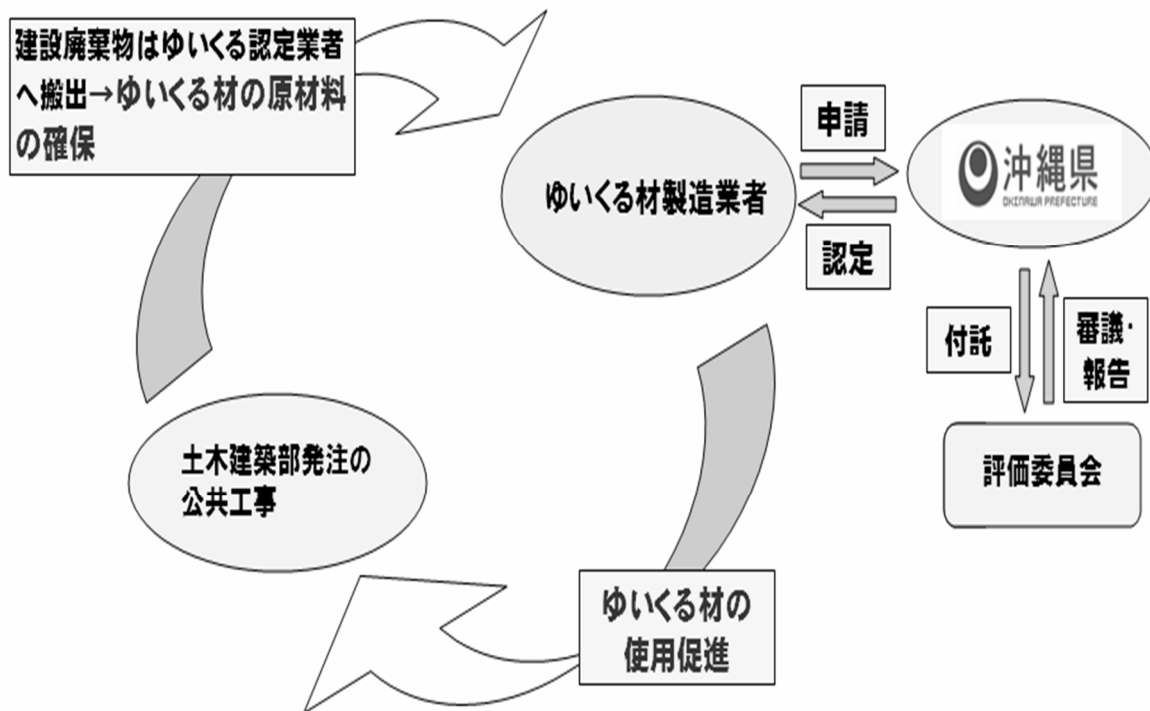 建設廃棄物はゆいくる認定業者
へ搬出→ゆいくる材の原材料
の確保
ゆいくる材製造業者
申請
認定
沖縄県
OKINAWA PREFECTURE
付託
審議・
報告
評価委員会
土木建築部発注の
公共工事
ゆいくる材の
使用促進